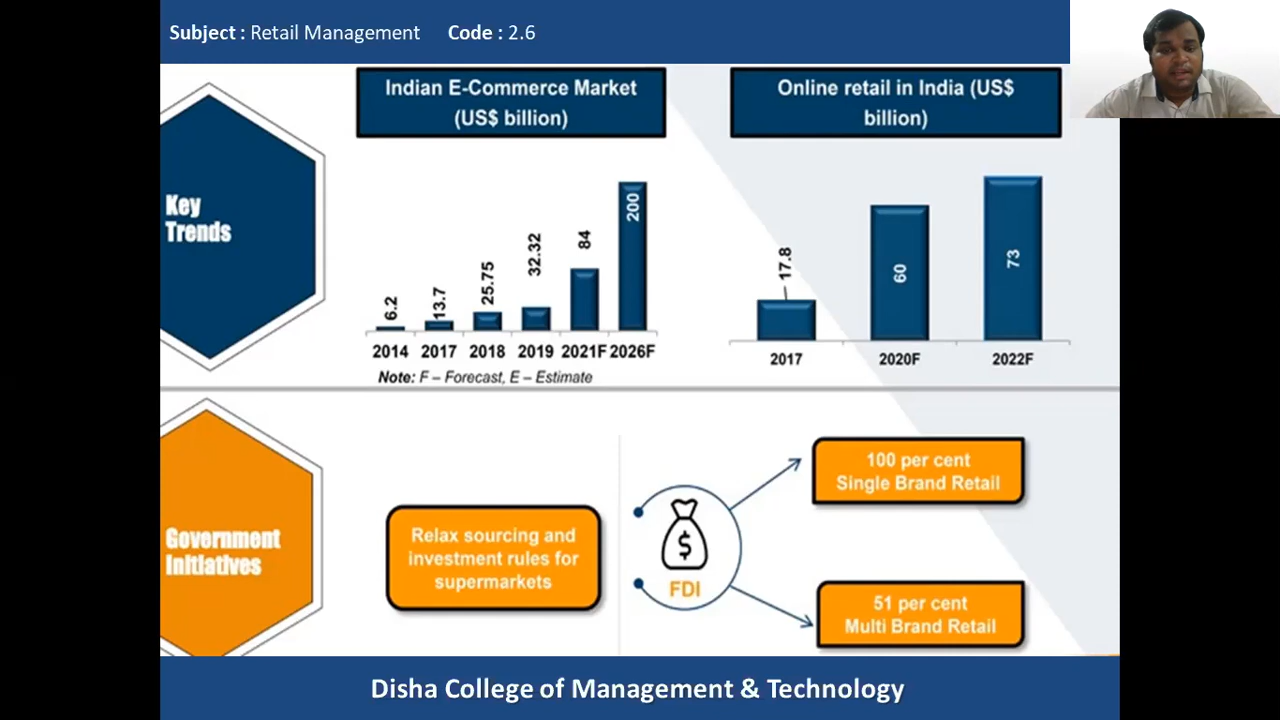 Subject : Retail Management Code : 2.6
Indian E-Commerce Market
(US$ billion)
Online retail in India (US$
billion)
Key
Trends
6.2
13.7
25.75
32.32
84
200
2014 2017 2018 2019 2021F 2026F
Note: F – Forecast, E – Estimate
17.8
60
73
2017 2020F 2022F
Government
Initiatives
Relax sourcing and
investment rules for
supermarkets
$
FDI
100 per cent
Single Brand Retail
51 per cent
Multi Brand Retail
Disha College of Management & Technology